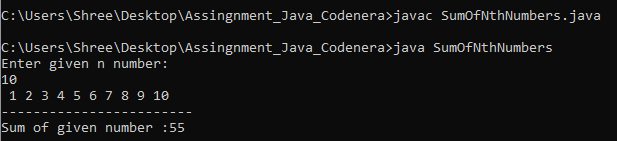 C:\Users\Shree\Desktop\Assingnment_Java_Codenera>javac SumOfNthNumbers.java
C:\Users\Shree\Desktop\Assingnment_Java_Codenera>java SumOfNthNumbers
Enter given n number:
10
 1 2 3 4 5 6 7 8 9 10
------------------------
Sum of given number :55